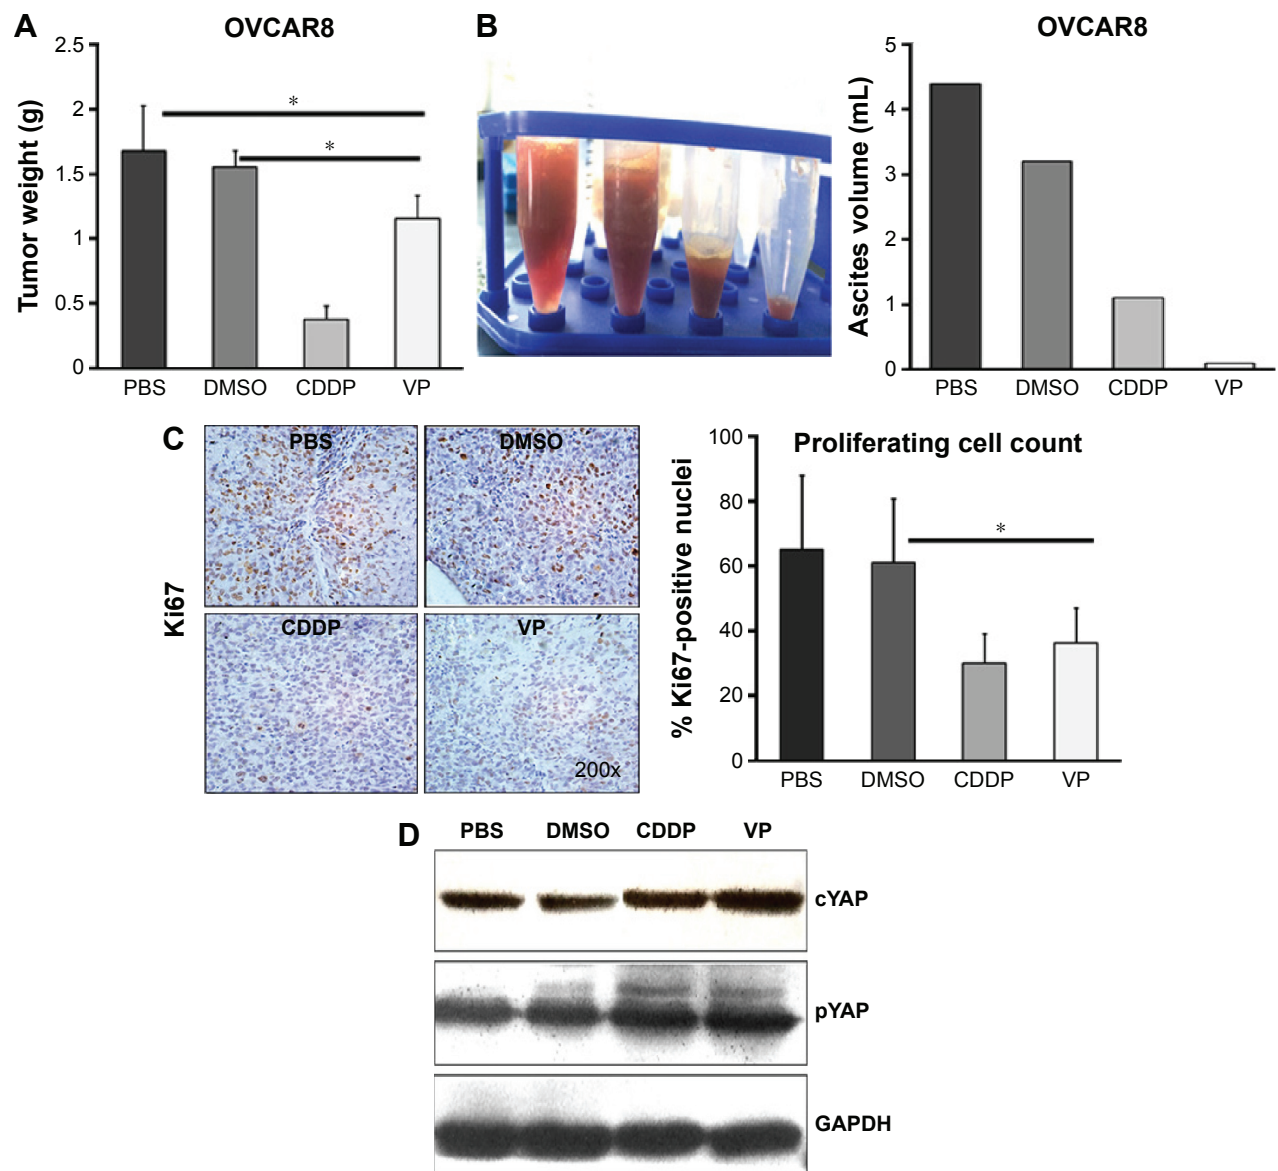 A
OVCAR8
Tumor weight (g)
2.5
2
1.5
1
0.5
0
*
*
PBS DMSO CDDP VP
B
OVCAR8
Ascites volume (mL)
5
4
3
2
1
0
PBS DMSO CDDP VP
C
Ki67
PBS
DMSO
CDDP
VP
200x
Proliferating cell count
% Ki67-positive nuclei
100
80
60
40
20
0
*
PBS DMSO CDDP VP
D
PBS DMSO CDDP VP
cYAP
pYAP
GAPDH